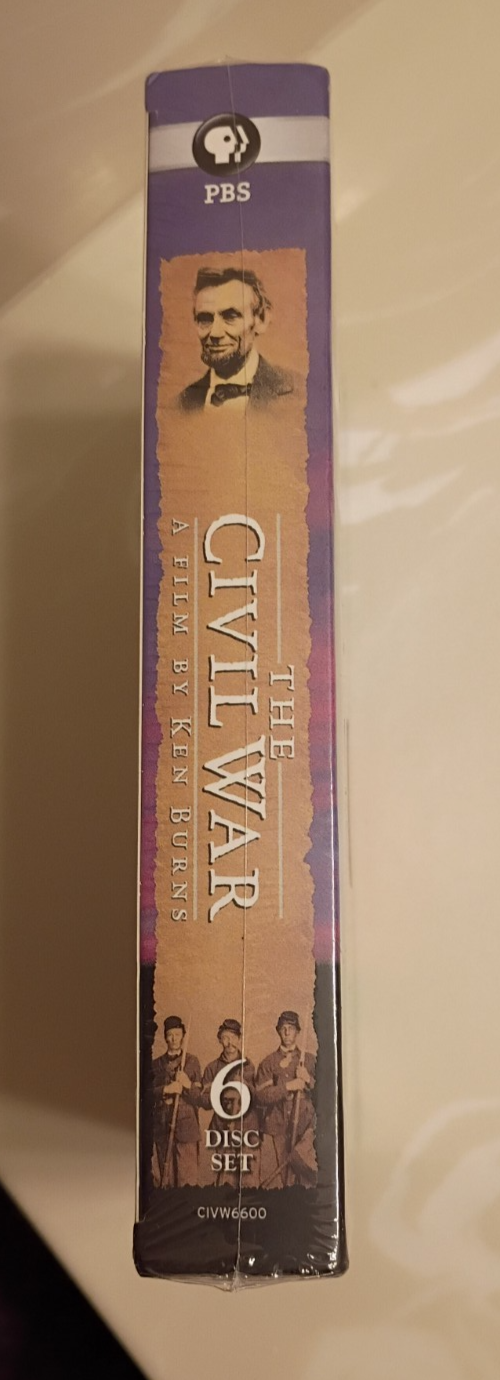 PBS
THE
CIVIL WAR
A FILM BY KEN BURNS
6
DISC
SET
CIVW6600